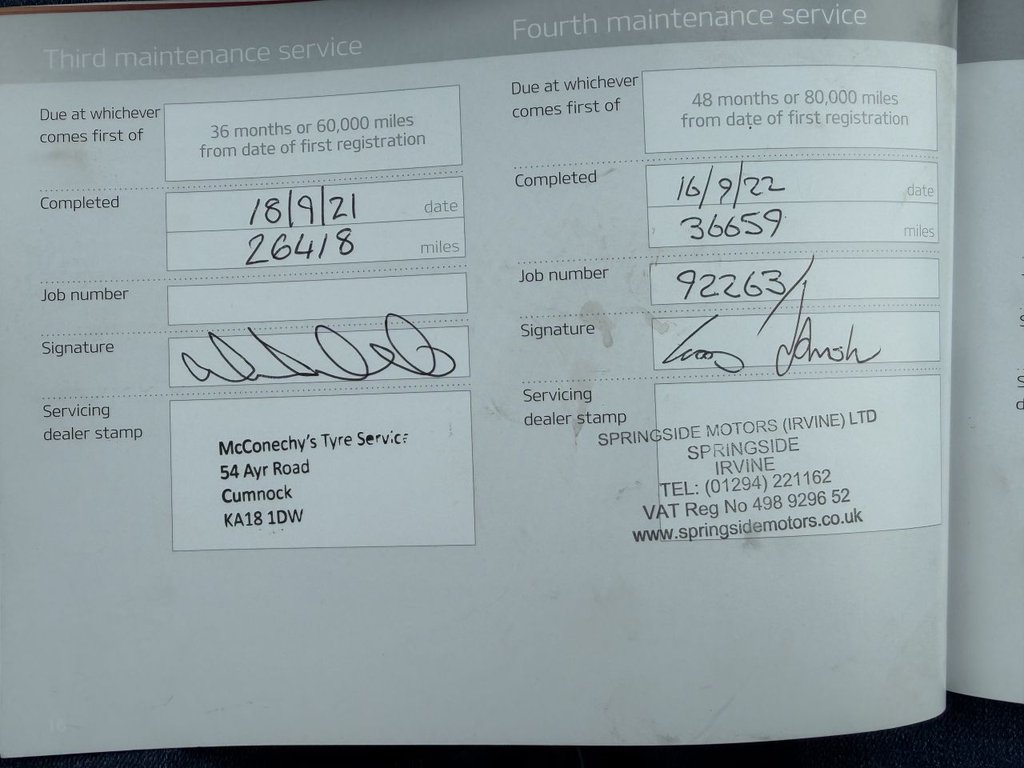 Third maintenance service
Due at whichever
comes first of
36 months or 60,000 miles
from date of first registration
Completed
18/9/21 date
26418 miles
Job number
Signature
Servicing
dealer stamp
McConechy's Tyre Service
54 Ayr Road
Cumnock
KA18 1DW
Fourth maintenance service
Due at whichever
comes first of
48 months or 80,000 miles
from date of first registration
Completed
16/9/22 date
36659 miles
Job number
92263/
Signature
Servicing
dealer stamp
SPRINGSIDE MOTORS (IRVINE) LTD
SPRINGSIDE
IRVINE
TEL: (01294) 221162
VAT Reg No 498 9296 52
www.springsidemotors.co.uk
16